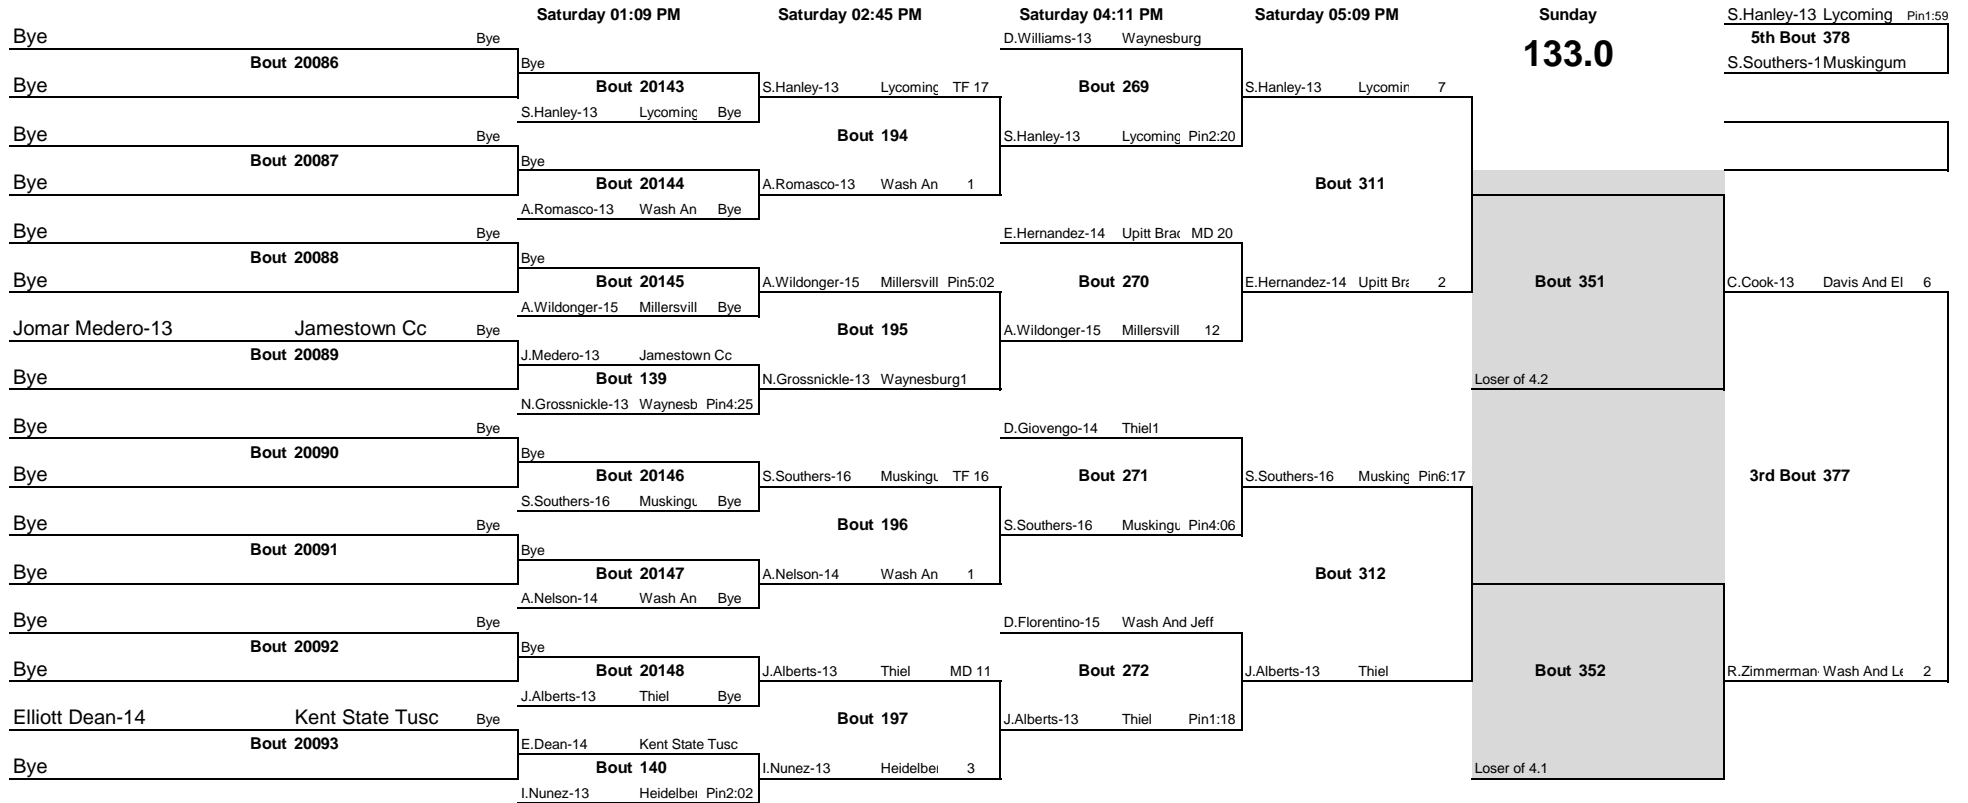 Saturday 01:09 PM Saturday 02:45 PM Saturday 04:11 PM Saturday 05:09 PM Sunday S.Hanley-13 Lycoming Pin1:59
Bye Bye D.Williams-13 Waynesburg 133.0 5th Bout 378
Bout 20086 Bye S.Southers-1 Muskingum
Bye Bout 20143 S.Hanley-13 Lycoming TF 17 Bout 269 S.Hanley-13 Lycomin 7
S.Hanley-13 Lycoming Bye
Bye Bye Bout 194 S.Hanley-13 Lycoming Pin2:20
Bout 20087 Bye
Bye Bout 20144 A.Romasco-13 Wash An 1 Bout 311
A.Romasco-13 Wash An Bye
Bye Bye E.Hernandez-14 Upitt Brad MD 20
Bout 20088 Bye
Bye Bout 20145 A.Wildonger-15 Millersvill Pin5:02 Bout 270 E.Hernandez-14 Upitt Bra 2 Bout 351 C.Cook-13 Davis And El 6
A.Wildonger-15 Millersvill Bye
Jomar Medero-13 Jamestown Cc Bye Bout 195 A.Wildonger-15 Millersvill 12
Bout 20089 J.Medero-13 Jamestown Cc
Bye Bout 139 N.Grossnickle-13 Waynesburg1 Loser of 4.2
N.Grossnickle-13 Waynesb Pin4:25
Bye Bye D.Giovengo-14 Thiel1
Bout 20090 Bye
Bye Bout 20146 S.Southers-16 Muskingu TF 16 Bout 271 S.Southers-16 Musking Pin6:17 3rd Bout 377
S.Southers-16 Muskingu Bye
Bye Bye Bout 196 S.Southers-16 Muskingu Pin4:06
Bout 20091 Bye
Bye Bout 20147 A.Nelson-14 Wash An 1 Bout 312
A.Nelson-14 Wash An Bye
Bye Bye D.Florentino-15 Wash And Jeff
Bout 20092 Bye
Bye Bout 20148 J.Alberts-13 Thiel MD 11 Bout 272 J.Alberts-13 Thiel Bout 352 R.Zimmerman- Wash And Le 2
J.Alberts-13 Thiel Bye
Elliott Dean-14 Kent State Tusc Bye Bout 197 J.Alberts-13 Thiel Pin1:18
Bout 20093 E.Dean-14 Kent State Tusc
Bye Bout 140 I.Nunez-13 Heidelber 3 Loser of 4.1
I.Nunez-13 Heidelber Pin2:02